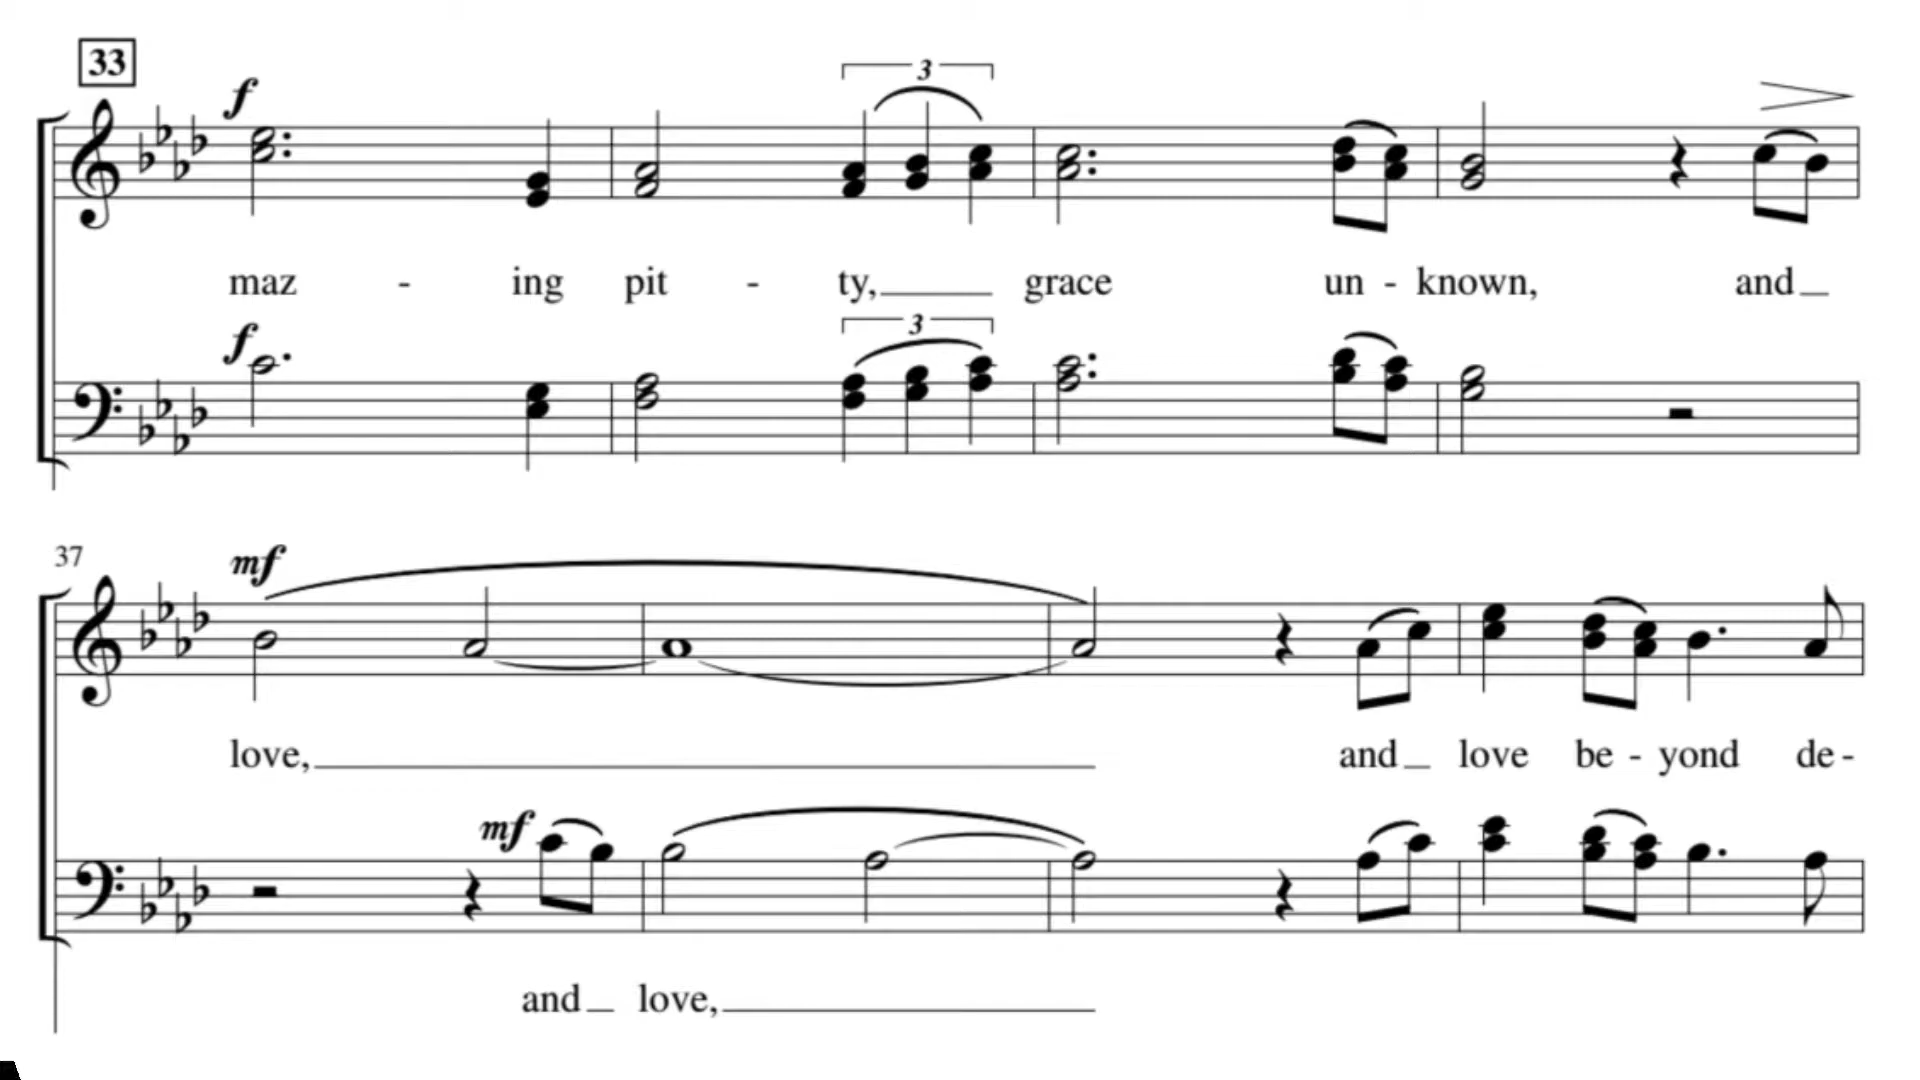 33
f
3
maz - ing pit - ty, grace un - known, and
f
3
37
mf
love, and love be - yond de -
mf
and love,